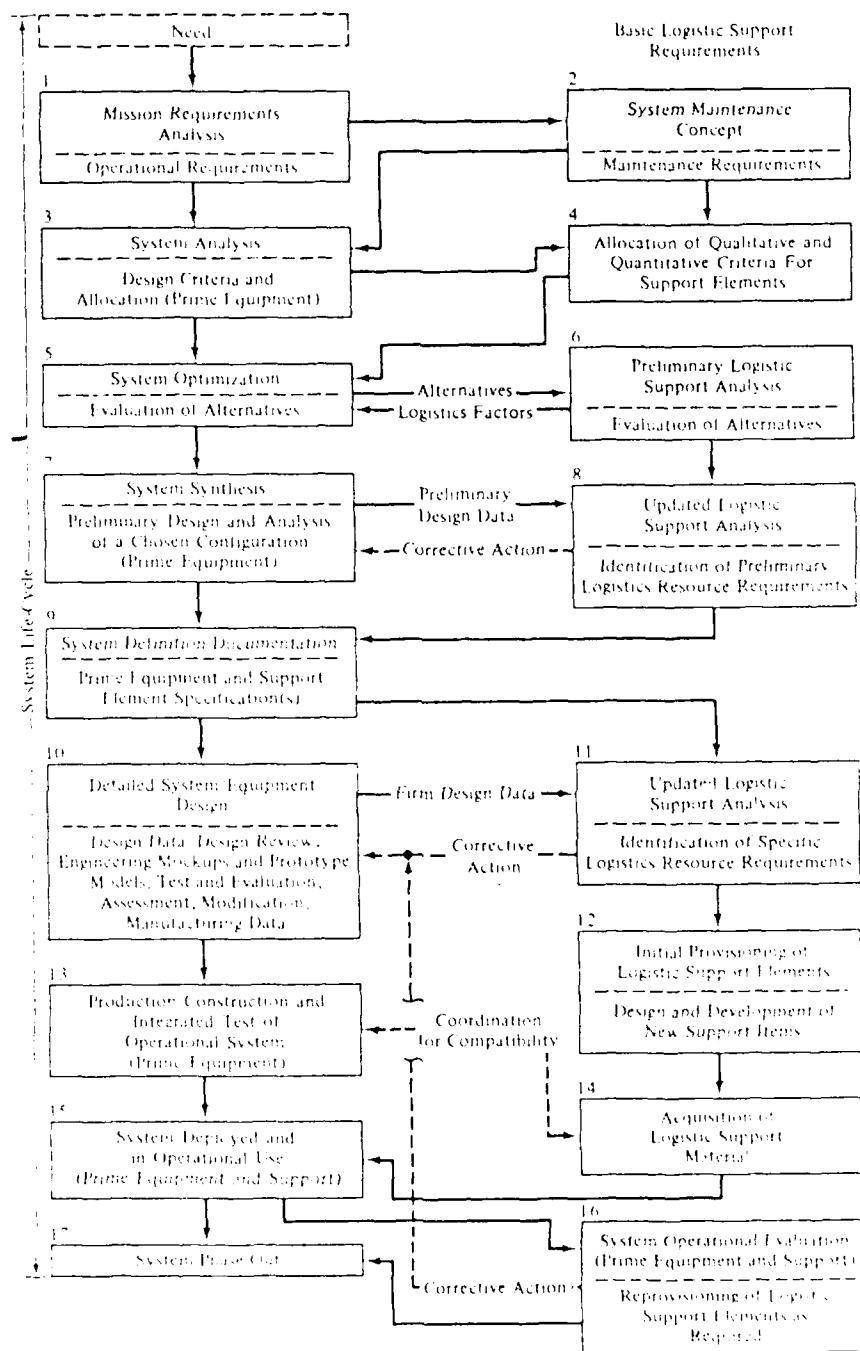 Need
Basic Logistic Support
Requirements
1
Mission Requirements
Analysis
Operational Requirements
2
System Maintenance
Concept
Maintenance Requirements
3
System Analysis
Design Criteria and
Allocation (Prime Equipment)
4
Allocation of Qualitative and
Quantitative Criteria For
Support Elements
5
System Optimization
Evaluation of Alternatives
Alternatives
Logistics Factors
6
Preliminary Logistic
Support Analysis
Evaluation of Alternatives
7
System Synthesis
Preliminary Design and Analysis
of a Chosen Configuration
(Prime Equipment)
Preliminary
Design Data
Corrective Action
8
Updated Logistic
Support Analysis
Identification of Preliminary
Logistics Resource Requirements
System Life-Cycle
9
System Definition Documentation
Prime Equipment and Support
Element Specification(s)
10
Detailed System Equipment
Design
Design Data, Design Review,
Engineering Mockups and Prototype
Models, Test and Evaluation,
Assessment, Modification,
Manufacturing Data
Firm Design Data
Corrective
Action
11
Updated Logistic
Support Analysis
Identification of Specific
Logistics Resource Requirements
12
Initial Provisioning of
Logistic Support Elements
Design and Development of
New Support Items
13
Production Construction and
Integrated Test of
Operational System
(Prime Equipment)
Coordination
for Compatibility
14
Acquisition of
Logistic Support
Material
15
System Deployed and
in Operational Use
(Prime Equipment and Support)
16
System Operational Evaluation
(Prime Equipment and Support)
Reprovisioning of Logistic
Support Elements as
Required
17
System Phase Out
Corrective Action